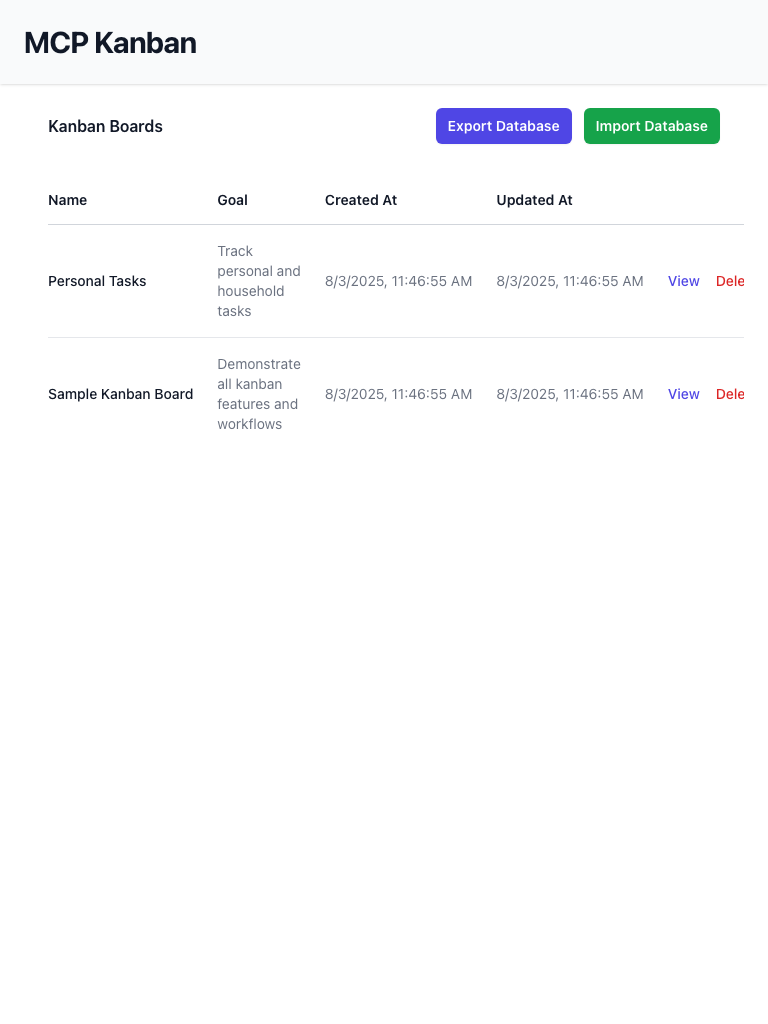 MCP Kanban
Kanban Boards
Export Database
Import Database
Name Goal Created At Updated At
Personal Tasks
Track
personal and
household
tasks
8/3/2025, 11:46:55 AM 8/3/2025, 11:46:55 AM View Dele
Sample Kanban Board
Demonstrate
all kanban
features and
workflows
8/3/2025, 11:46:55 AM 8/3/2025, 11:46:55 AM View Dele